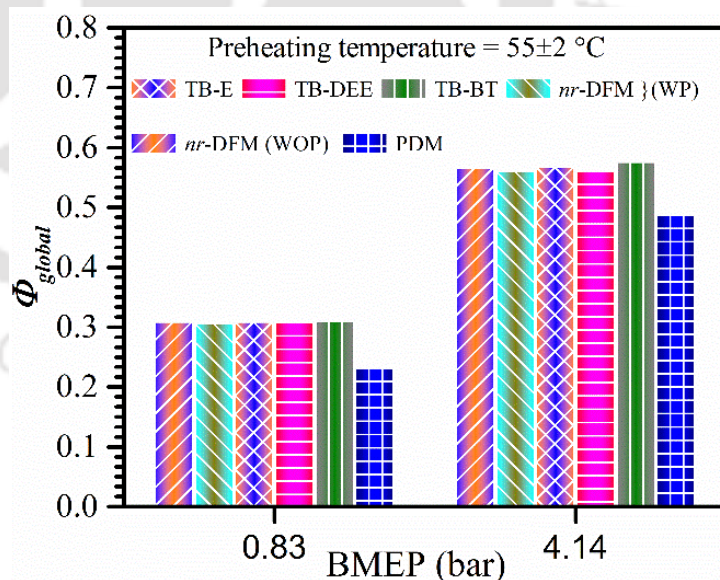 Preheating temperature = 55±2 °C
TB-E TB-DEE TB-BT nr-DFM }(WP)
nr-DFM (WOP) PDM
Φglobal
0.8
0.7
0.6
0.5
0.4
0.3
0.2
0.1
0.0
0.83 4.14
BMEP (bar)